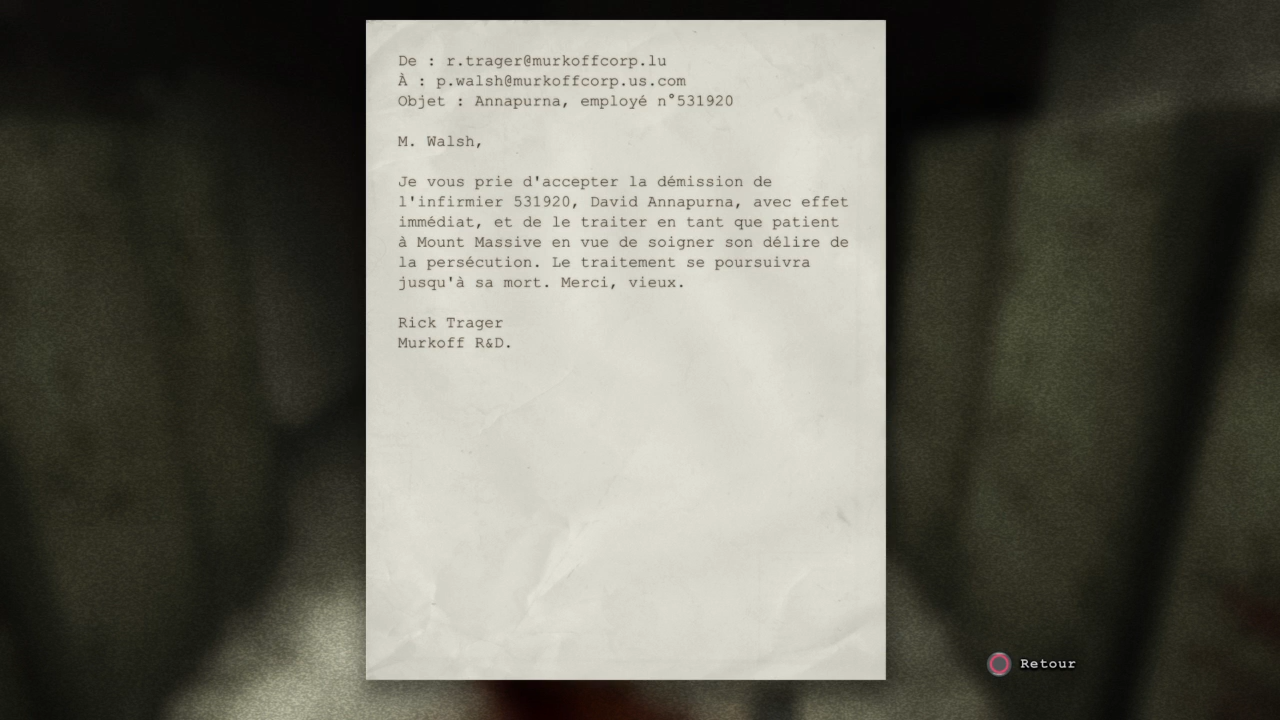 De : r.trager@murkoffcorp.lu
À : p.walsh@murkoffcorp.us.com
Objet : Annapurna, employé n°531920
M. Walsh,
Je vous prie d'accepter la démission de
l'infirmier 531920, David Annapurna, avec effet
immédiat, et de le traiter en tant que patient
à Mount Massive en vue de soigner son délire de
la persécution. Le traitement se poursuivra
jusqu'à sa mort. Merci, vieux.
Rick Trager
Murkoff R&D.
Retour